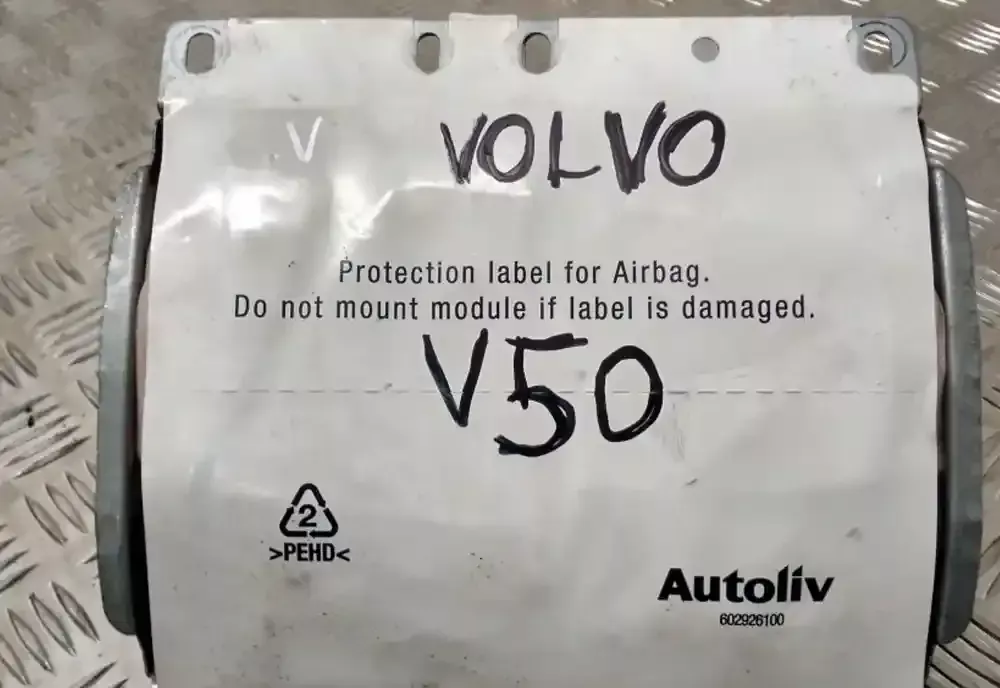 V
VOLVO
Protection label for Airbag.
Do not mount module if label is damaged.
V50
2
>PEHD<
Autoliv
602926100